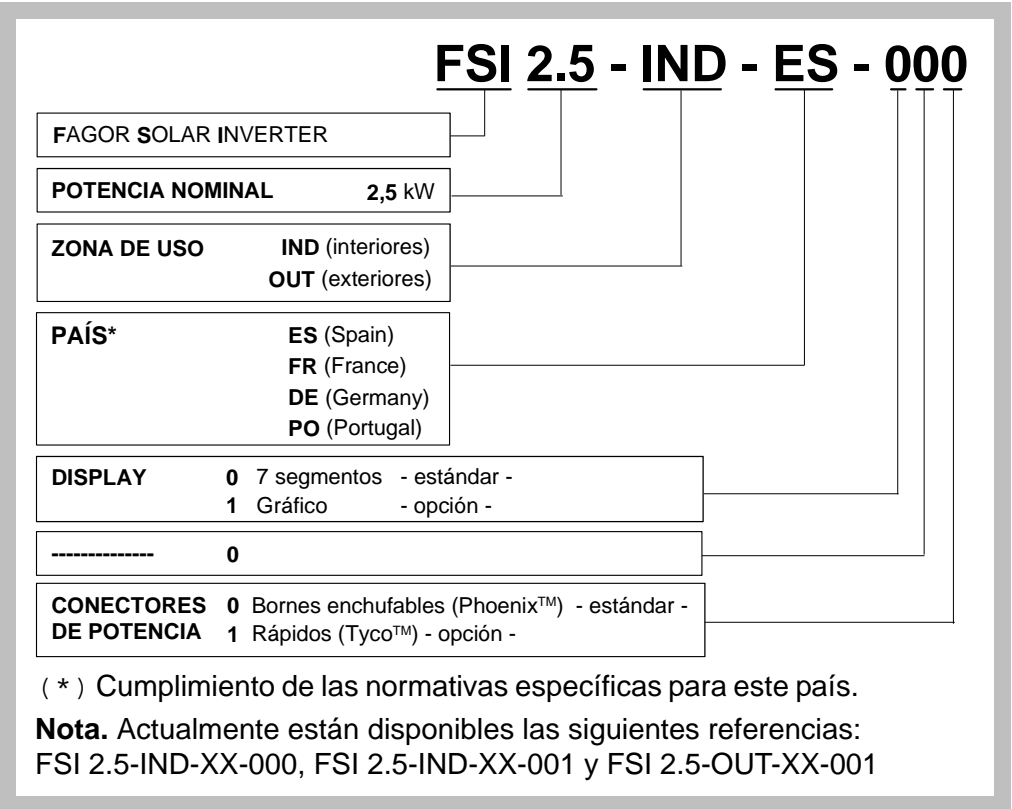 FSI 2.5 - IND - ES - 000
FAGOR SOLAR INVERTER
POTENCIA NOMINAL 2,5 kW
ZONA DE USO IND (interiores)
OUT (exteriores)
PAÍS* ES (Spain)
FR (France)
DE (Germany)
PO (Portugal)
DISPLAY 0 7 segmentos - estándar -
1 Gráfico - opción -
-------------- 0
CONECTORES 0 Bornes enchufables (Phoenix™) - estándar -
DE POTENCIA 1 Rápidos (Tyco™) - opción -
(*) Cumplimiento de las normativas específicas para este país.
Nota. Actualmente están disponibles las siguientes referencias:
FSI 2.5-IND-XX-000, FSI 2.5-IND-XX-001 y FSI 2.5-OUT-XX-001